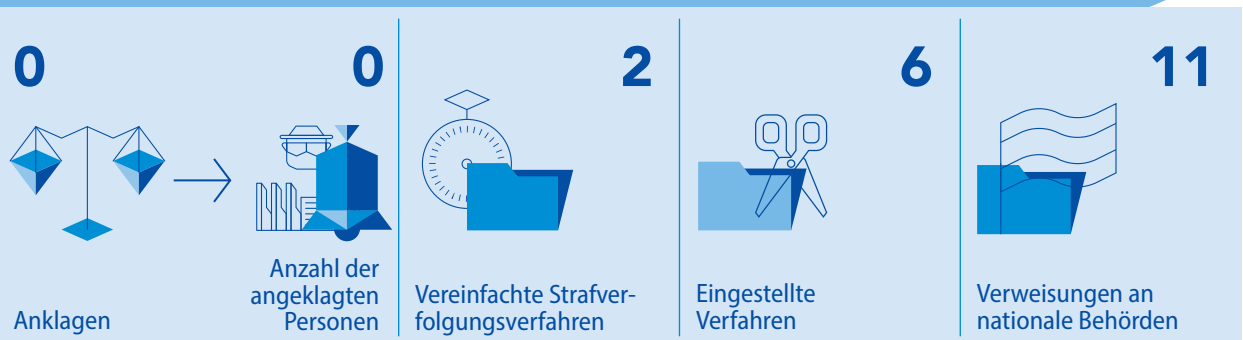 0
Anklagen
0
Anzahl der
angeklagten
Personen
2
Vereinfachte Strafver-
folgungsverfahren
6
Eingestellte
Verfahren
11
Verweisungen an
nationale Behörden